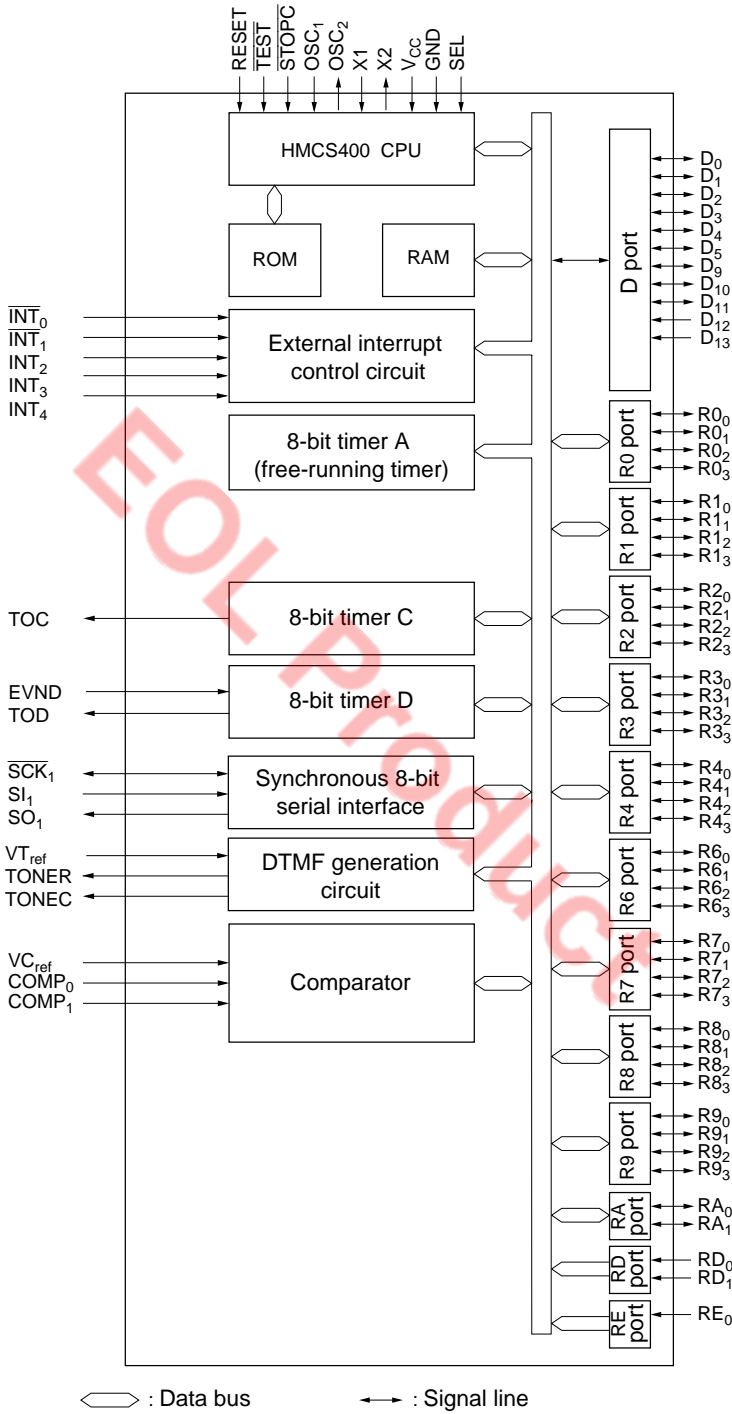 RESET
TEST
STOPC
OSC1
OSC2
X1
X2
VCC
GND
SEL
HMCS400 CPU
ROM
RAM
External interrupt
control circuit
8-bit timer A
(free-running timer)
8-bit timer C
8-bit timer D
Synchronous 8-bit
serial interface
DTMF generation
circuit
Comparator
INT0
INT1
INT2
INT3
INT4
TOC
EVND
TOD
SCK1
SI1
SO1
VTref
TONER
TONEC
VCref
COMP0
COMP1
D port
D0
D1
D2
D3
D4
D5
D9
D10
D11
D12
D13
R0 port
R00
R01
R02
R03
R1 port
R10
R11
R12
R13
R2 port
R20
R21
R22
R23
R3 port
R30
R31
R32
R33
R4 port
R40
R41
R42
R43
R6 port
R60
R61
R62
R63
R7 port
R70
R71
R72
R73
R8 port
R80
R81
R82
R83
R9 port
R90
R91
R92
R93
RA
port
RA0
RA1
RD
port
RD0
RD1
RE
port
RE0
EOL Product
: Data bus
: Signal line